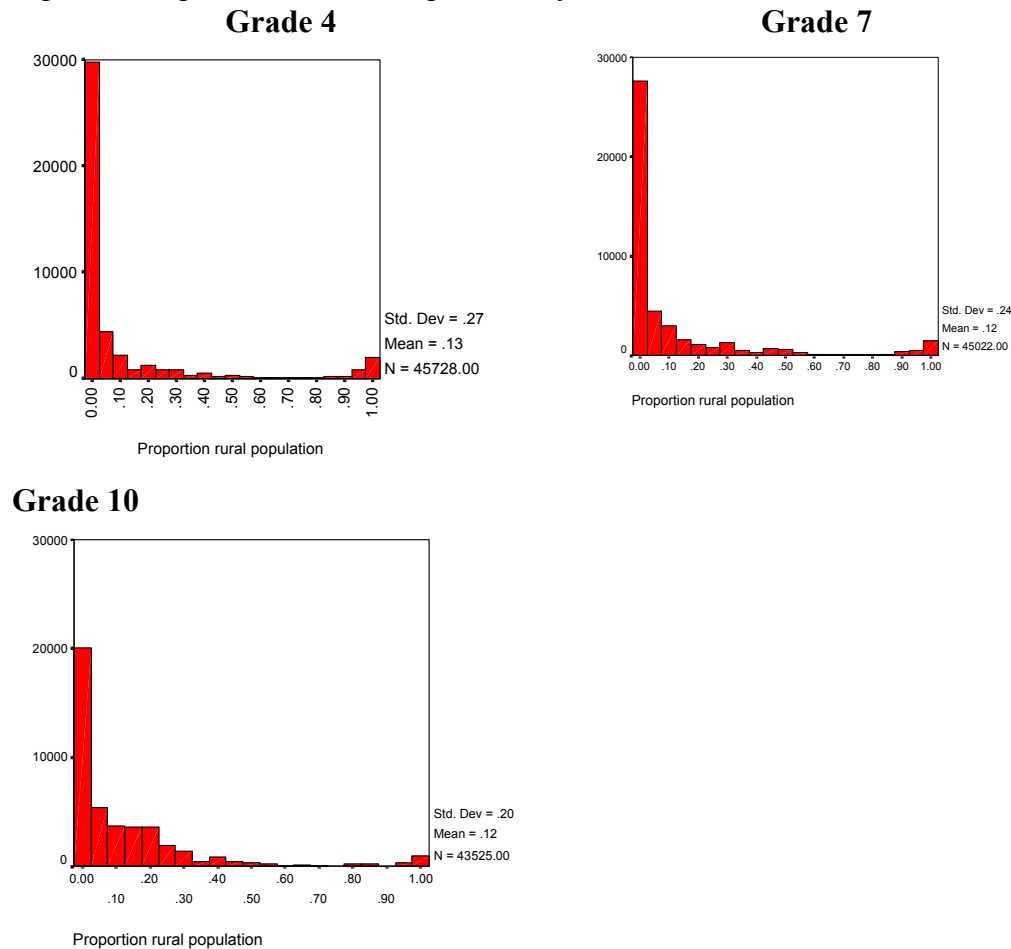 Grade 4
30000
20000
10000
0
0.00 .10 .20 .30 .40 .50 .60 .70 .80 .90 1.00
Proportion rural population
Std. Dev = .27
Mean = .13
N = 45728.00
Grade 7
30000
20000
10000
0
0.00 .10 .20 .30 .40 .50 .60 .70 .80 .90 1.00
Proportion rural population
Std. Dev = .24
Mean = .12
N = 45022.00
Grade 10
30000
20000
10000
0
0.00 .20 .40 .60 .80 1.00
.10 .30 .50 .70 .90
Proportion rural population
Std. Dev = .20
Mean = .12
N = 43525.00